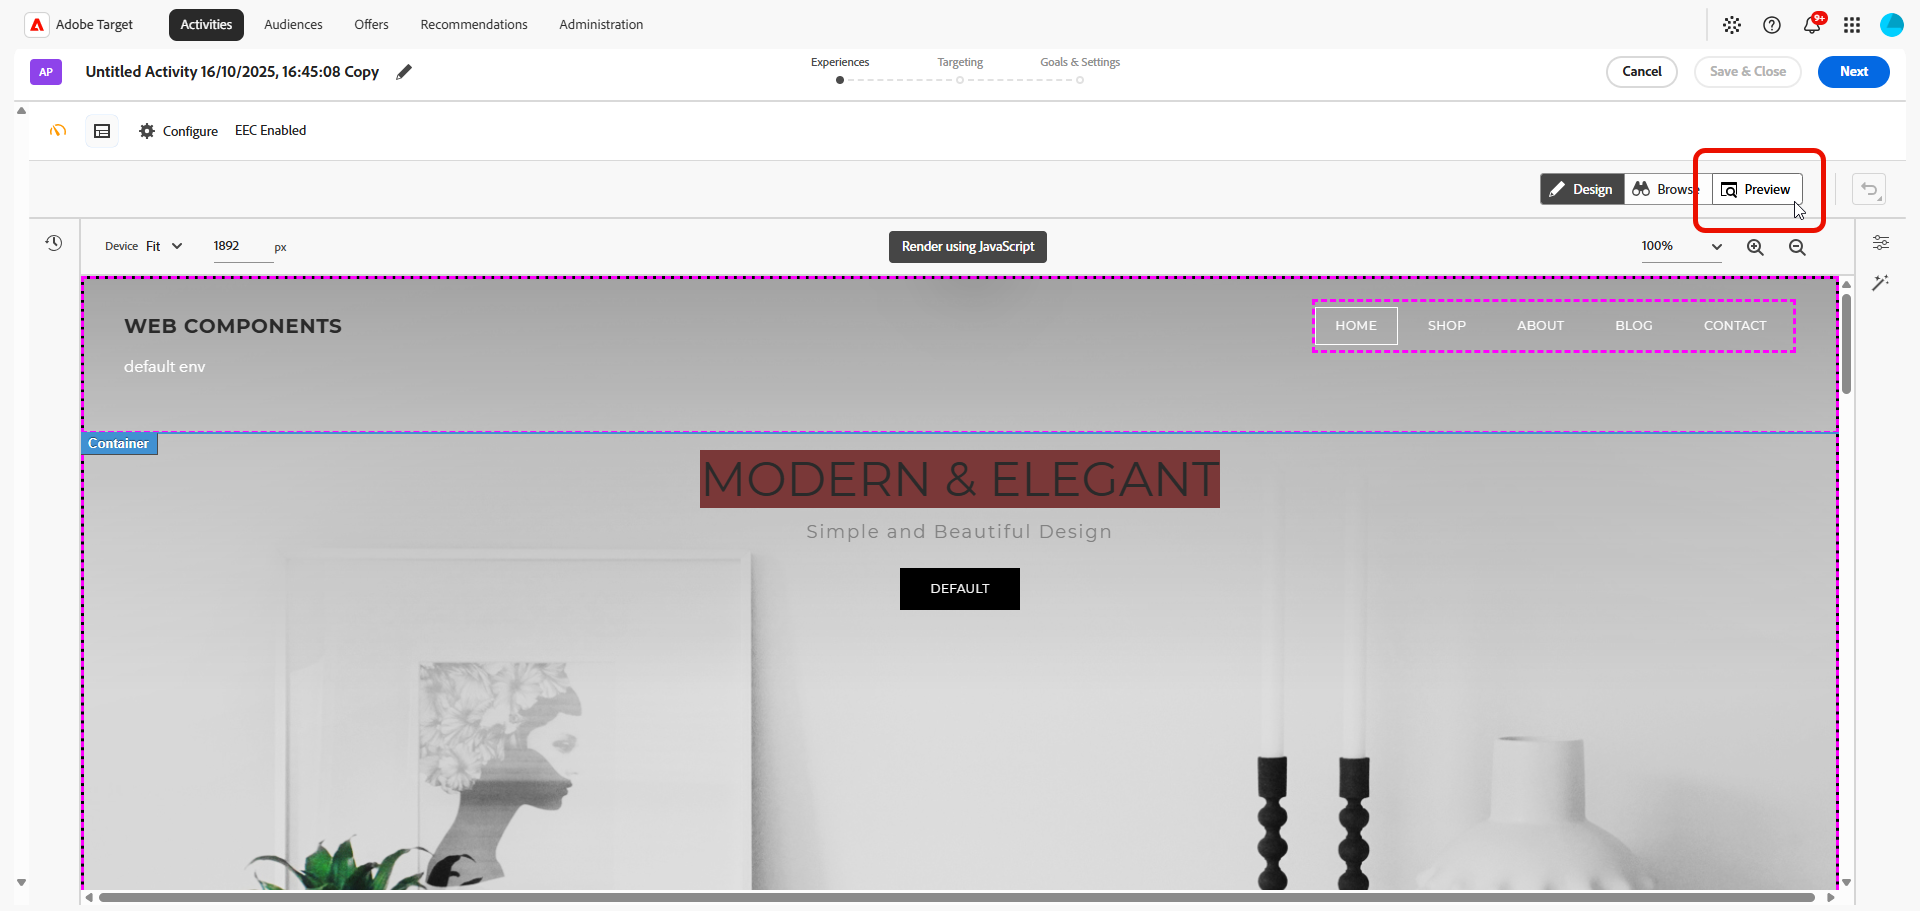 Adobe Target
Activities
Audiences
Offers
Recommendations
Administration
9+
AP
Untitled Activity 16/10/2025, 16:45:08 Copy
Experiences
Targeting
Goals & Settings
Cancel
Save & Close
Next
Configure
EEC Enabled
Design
Browse
Preview
Device
Fit
1892
px
Render using JavaScript
100%
WEB COMPONENTS
HOME
SHOP
ABOUT
BLOG
CONTACT
default env
Container
MODERN & ELEGANT
Simple and Beautiful Design
DEFAULT